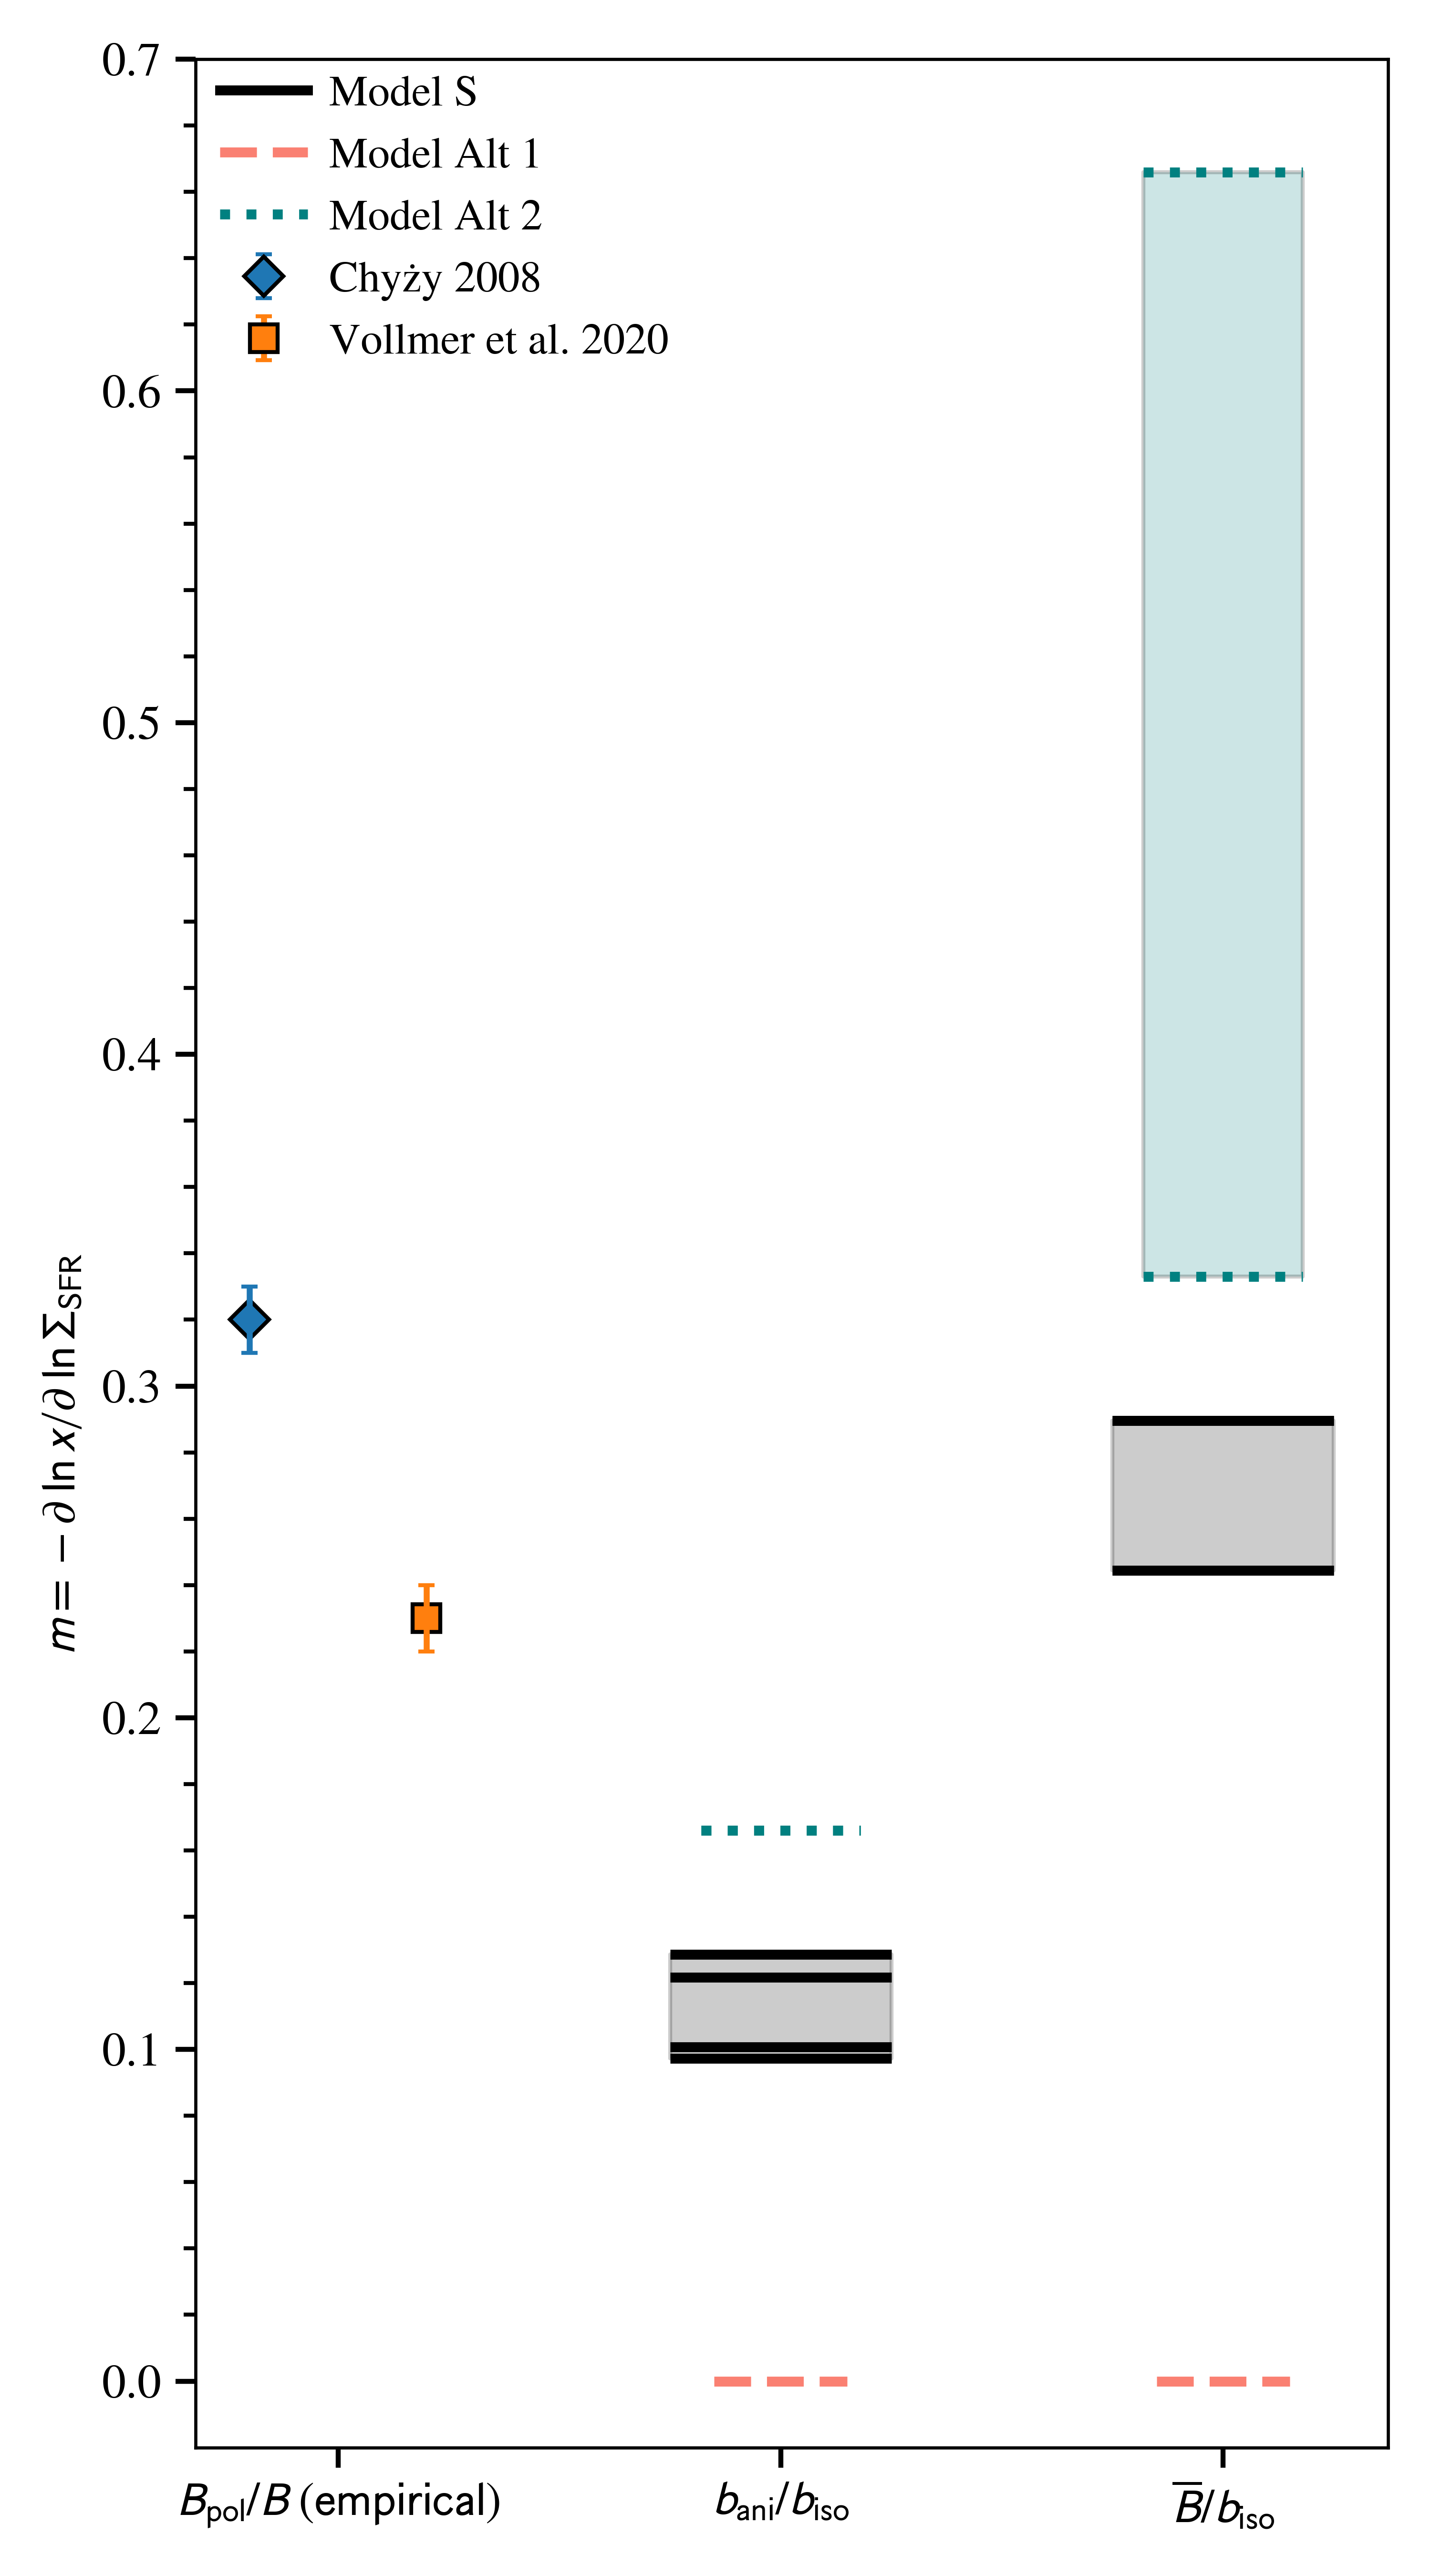 0.7
0.6
0.5
0.4
0.3
0.2
0.1
0.0
m = − ∂ ln x/∂ ln Σ_SFR
Model S
Model Alt 1
Model Alt 2
Chyży 2008
Vollmer et al. 2020
B_pol/B (empirical)
b_ani/b_iso
B̅/b_iso